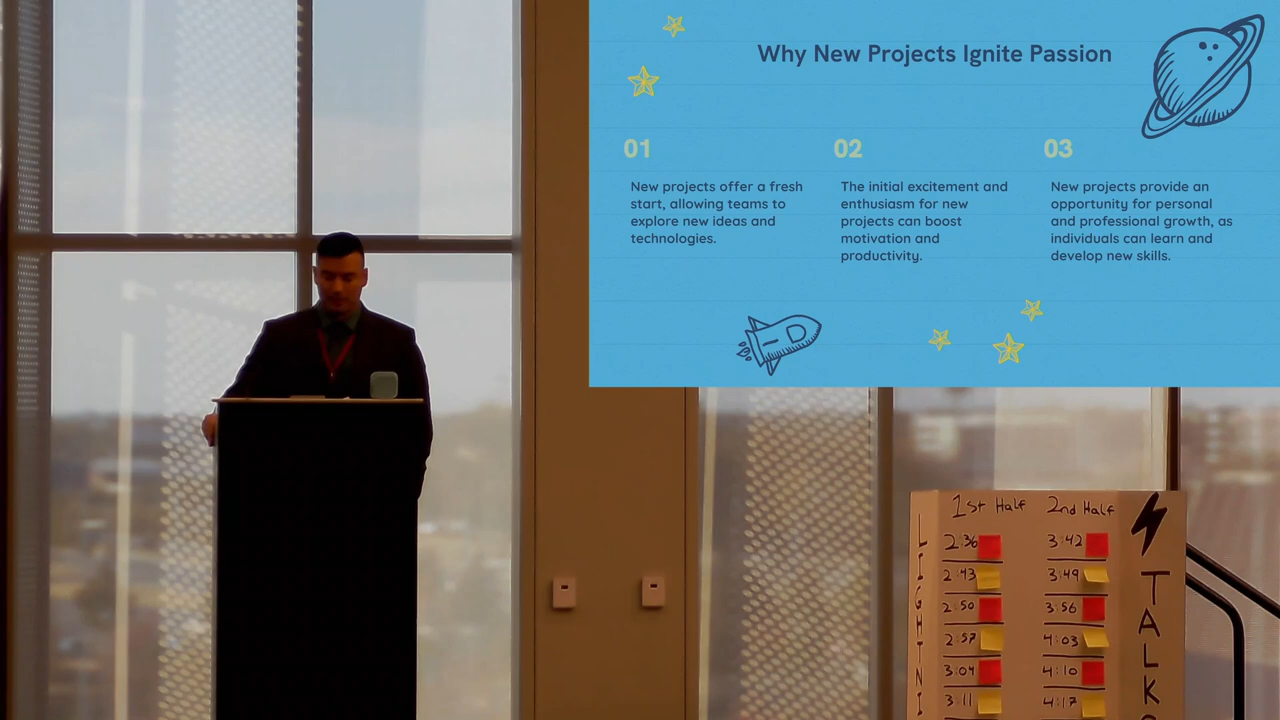 Why New Projects Ignite Passion
01
New projects offer a fresh
start, allowing teams to
explore new ideas and
technologies.
02
The initial excitement and
enthusiasm for new
projects can boost
motivation and
productivity.
03
New projects provide an
opportunity for personal
and professional growth, as
individuals can learn and
develop new skills.
1st Half 2nd Half
2:36 3:42
2:43 3:49
2:50 3:56
2:57 4:03
3:04 4:10
3:11 4:17
LIGHTNI
TALKS